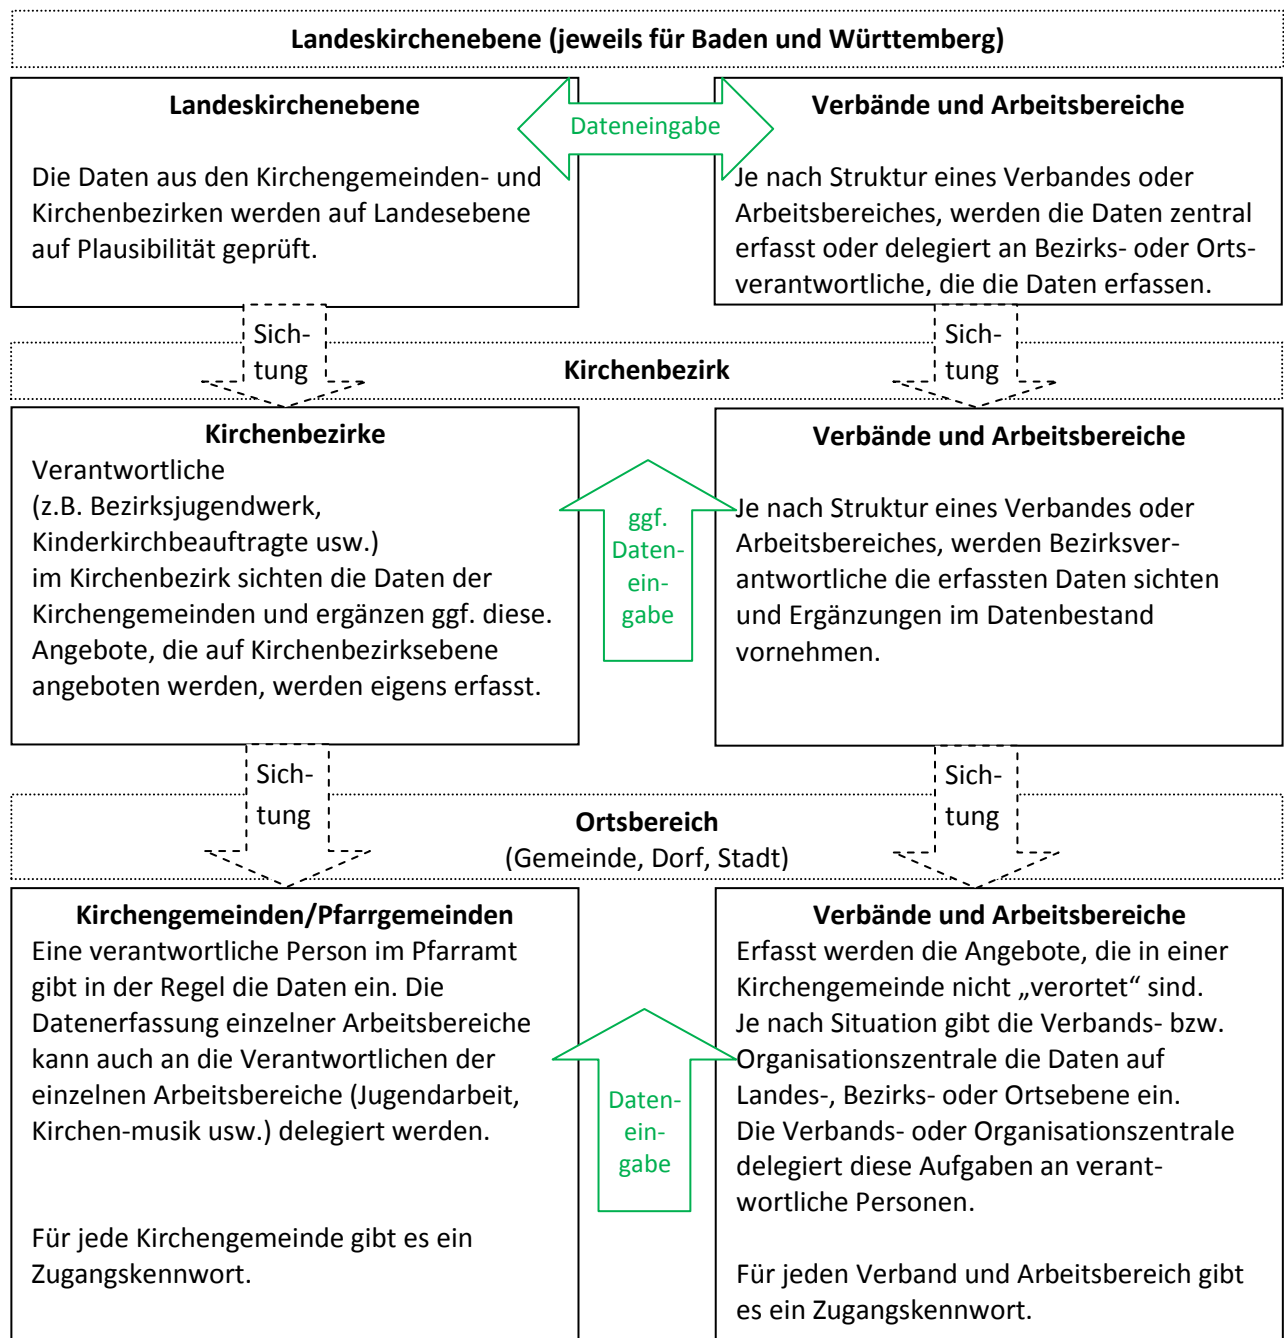 Landeskirchenebene (jeweils für Baden und Württemberg)
Landeskirchenebene
Die Daten aus den Kirchengemeinden- und
Kirchenbezirken werden auf Landesebene
auf Plausibilität geprüft.
Dateneingabe
Verbände und Arbeitsbereiche
Je nach Struktur eines Verbandes oder
Arbeitsbereiches, werden die Daten zentral
erfasst oder delegiert an Bezirks- oder Orts-
verantwortliche, die die Daten erfassen.
Sich-
tung
Sich-
tung
Kirchenbezirk
Kirchenbezirke
Verantwortliche
(z.B. Bezirksjugendwerk,
Kinderkirchbeauftragte usw.)
im Kirchenbezirk sichten die Daten der
Kirchengemeinden und ergänzen ggf. diese.
Angebote, die auf Kirchenbezirksebene
angeboten werden, werden eigens erfasst.
ggf.
Daten-
ein-
gabe
Verbände und Arbeitsbereiche
Je nach Struktur eines Verbandes oder
Arbeitsbereiches, werden Bezirksver-
antwortliche die erfassten Daten sichten
und Ergänzungen im Datenbestand
vornehmen.
Sich-
tung
Sich-
tung
Ortsbereich
(Gemeinde, Dorf, Stadt)
Kirchengemeinden/Pfarrgemeinden
Eine verantwortliche Person im Pfarramt
gibt in der Regel die Daten ein. Die
Datenerfassung einzelner Arbeitsbereiche
kann auch an die Verantwortlichen der
einzelnen Arbeitsbereiche (Jugendarbeit,
Kirchen-musik usw.) delegiert werden.
Für jede Kirchengemeinde gibt es ein
Zugangskennwort.
Daten-
ein-
gabe
Verbände und Arbeitsbereiche
Erfasst werden die Angebote, die in einer
Kirchengemeinde nicht „verortet“ sind.
Je nach Situation gibt die Verbands- bzw.
Organisationszentrale die Daten auf
Landes-, Bezirks- oder Ortsebene ein.
Die Verbands- oder Organisationszentrale
delegiert diese Aufgaben an verant-
wortliche Personen.
Für jeden Verband und Arbeitsbereich gibt
es ein Zugangskennwort.